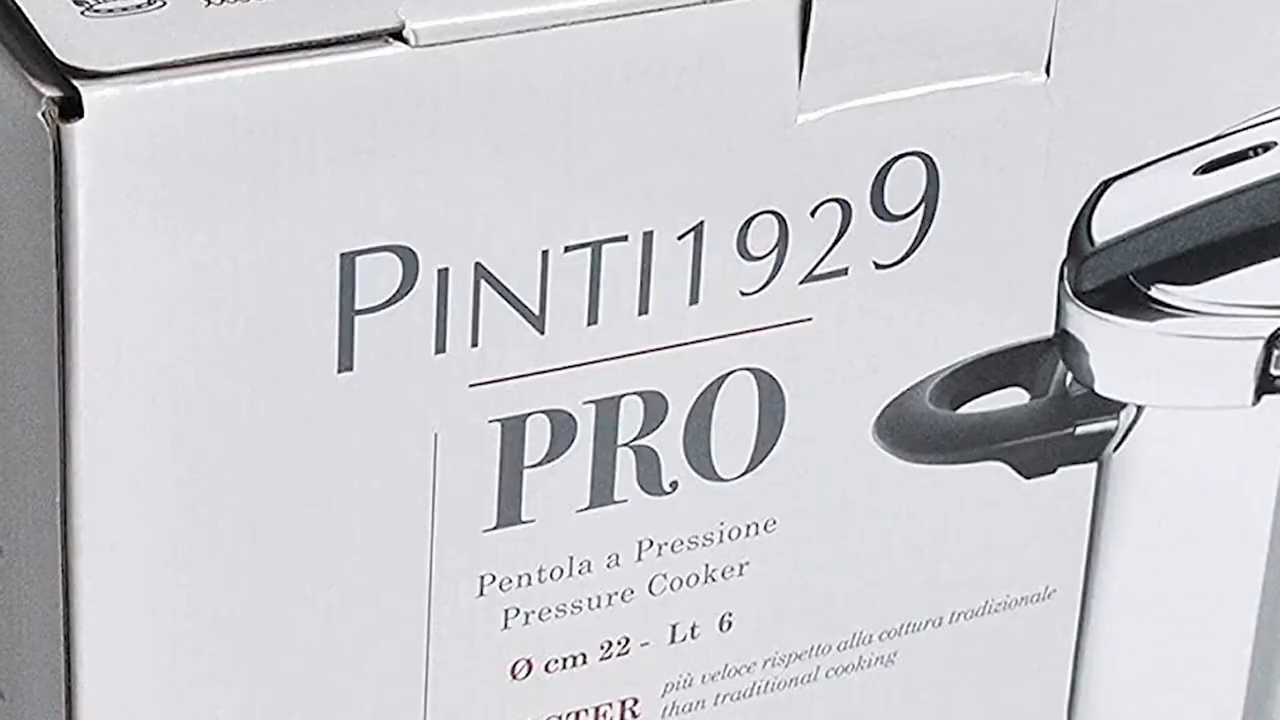 PINTI1929
PRO
Pentola a Pressione
Pressure Cooker
Ø cm 22 - Lt 6
più veloce rispetto alla cottura tradizionale
than traditional cooking